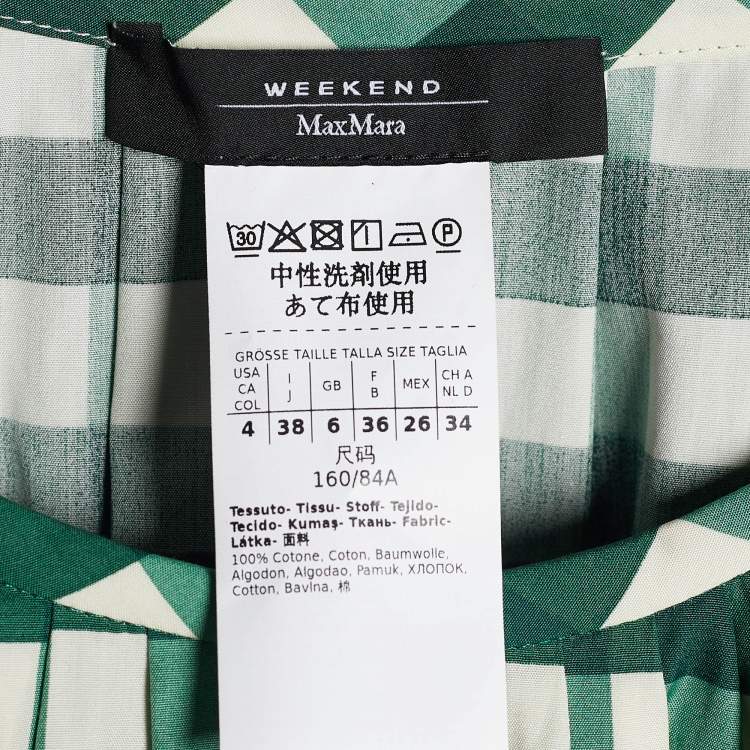 WEEKEND
MaxMara
30 P
中性洗剤使用
あて布使用
GRÖSSE TAILLE TALLA SIZE TAGLIA
USA CA COL I J GB F B MEX CH A NL D
4 38 6 36 26 34
尺码
160/84A
Tessuto- Tissu- Stoff- Tejido-
Tecido- Kumaş- Ткань- Fabric-
Látka- 面料
100% Cotone, Coton, Baumwolle,
Algodon, Algodao, Pamuk, ХЛОПОК,
Cotton, Bavlna, 棉